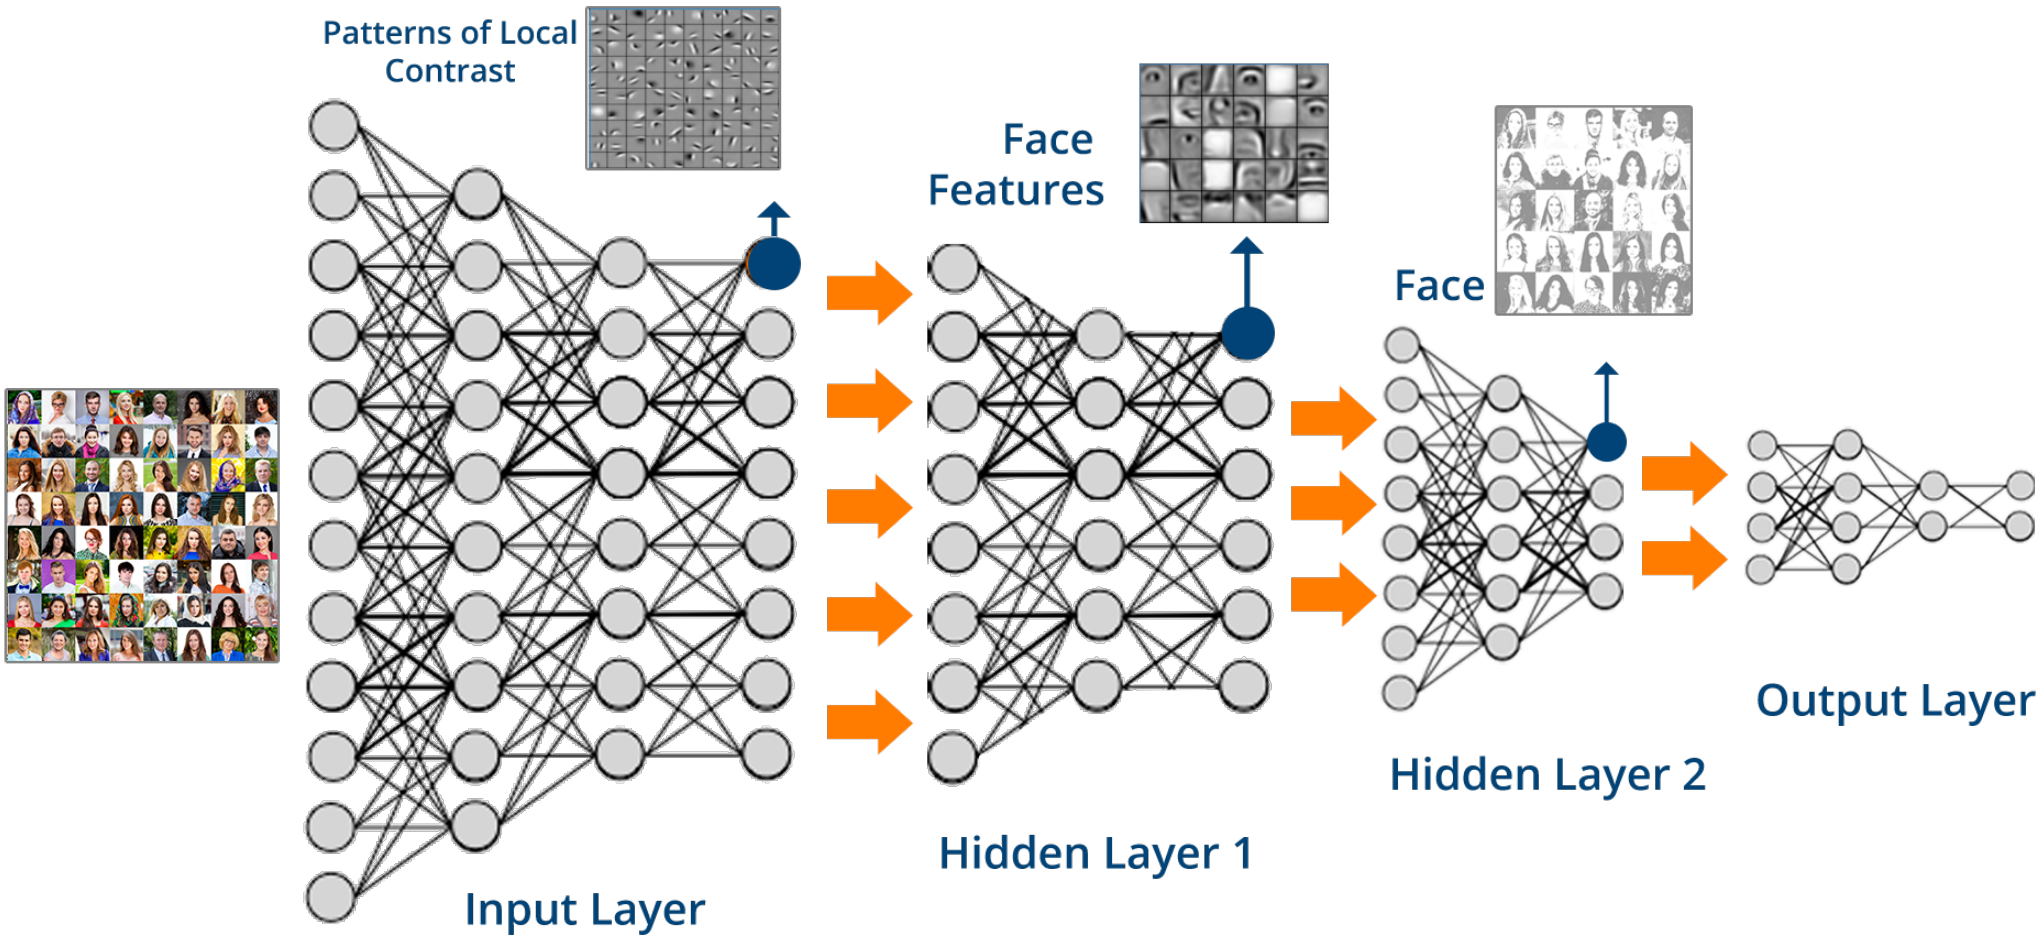 Patterns of Local
Contrast
Face
Features
Face
Input Layer
Hidden Layer 1
Hidden Layer 2
Output Layer